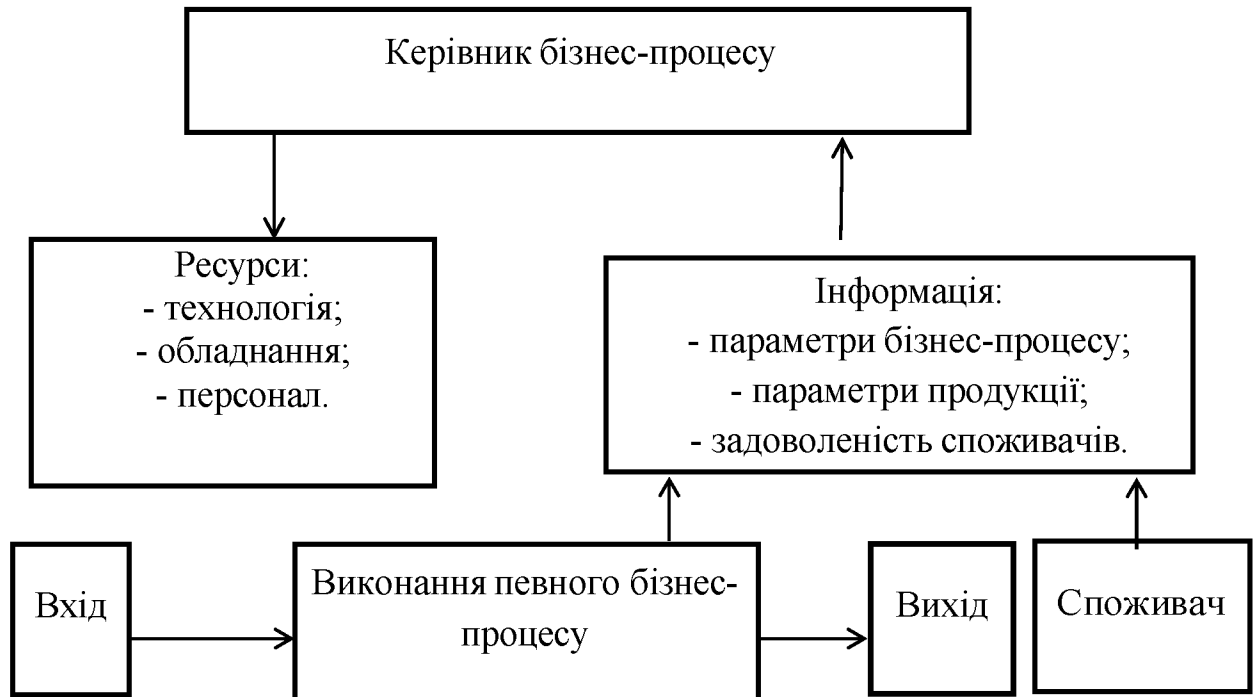 Керівник бізнес-процесу
Ресурси:
- технологія;
- обладнання;
- персонал.
Інформація:
- параметри бізнес-процесу;
- параметри продукції;
- задоволеність споживачів.
Вхід
Виконання певного бізнес-
процесу
Вихід
Споживач